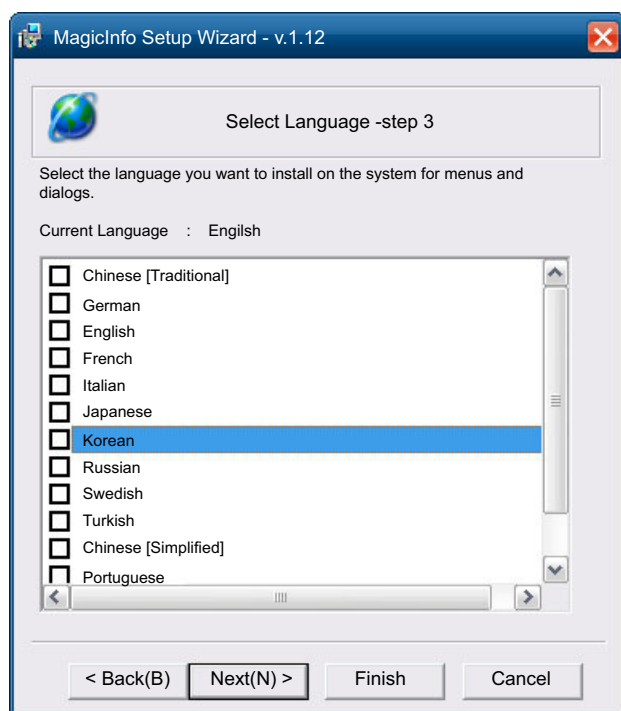 MagicInfo Setup Wizard - v.1.12
Select Language -step 3
Select the language you want to install on the system for menus and
dialogs.
Current Language : Engilsh
Chinese [Traditional]
German
English
French
Italian
Japanese
Korean
Russian
Swedish
Turkish
Chinese [Simplified]
Portuguese
< Back(B) Next(N) > Finish Cancel